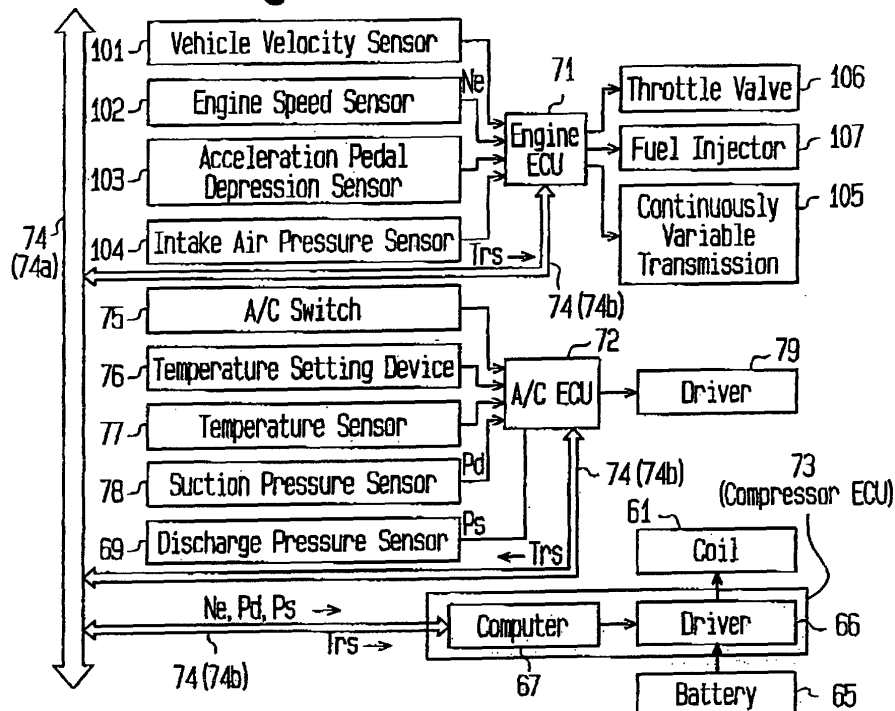 101
Vehicle Velocity Sensor
102
Engine Speed Sensor
Ne
103
Acceleration Pedal
Depression Sensor
104
Intake Air Pressure Sensor
Trs →
71
Engine
ECU
Throttle Valve
106
Fuel Injector
107
Continuously
Variable
Transmission
105
74
(74a)
74 (74b)
75
A/C Switch
76
Temperature Setting Device
77
Temperature Sensor
78
Suction Pressure Sensor
Pd
69
Discharge Pressure Sensor
Ps
72
A/C ECU
79
Driver
← Trs
74 (74b)
73
(Compressor ECU)
61
Coil
Ne, Pd, Ps →
Trs →
74 (74b)
Computer
67
Driver
66
Battery
65